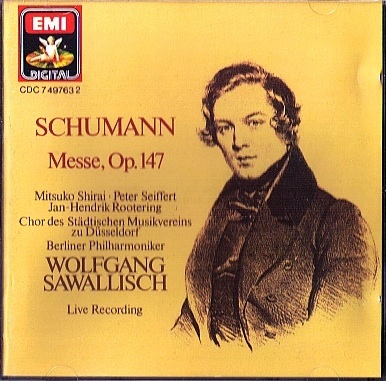 EMI
DIGITAL
CDC 7 49763 2
SCHUMANN
Messe, Op. 147
Mitsuko Shirai · Peter Seiffert
Jan-Hendrik Rootering
Chor des Städtischen Musikvereins
zu Düsseldorf
Berliner Philharmoniker
WOLFGANG
SAWALLISCH
Live Recording